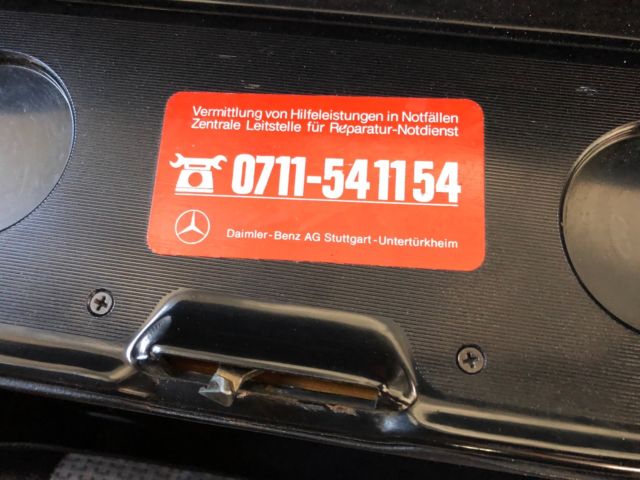 Vermittlung von Hilfeleistungen in Notfällen
Zentrale Leitstelle für Reparatur-Notdienst
0711-541154
Daimler-Benz AG Stuttgart-Untertürkheim